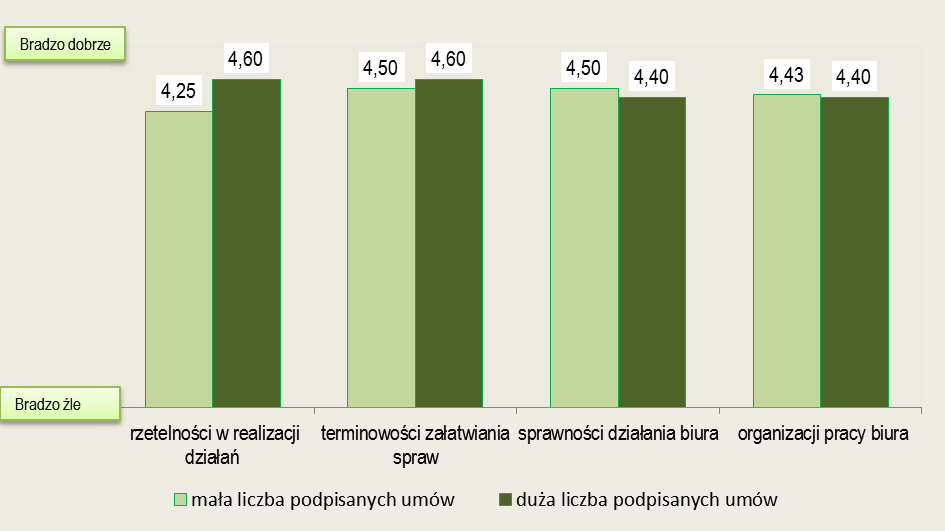 Bradzo dobrze
4,25
4,60
4,50
4,60
4,50
4,40
4,43
4,40
Bradzo źle
rzetelności w realizacji
działań
terminowości załatwiania
spraw
sprawności działania biura
organizacji pracy biura
mała liczba podpisanych umów
duża liczba podpisanych umów